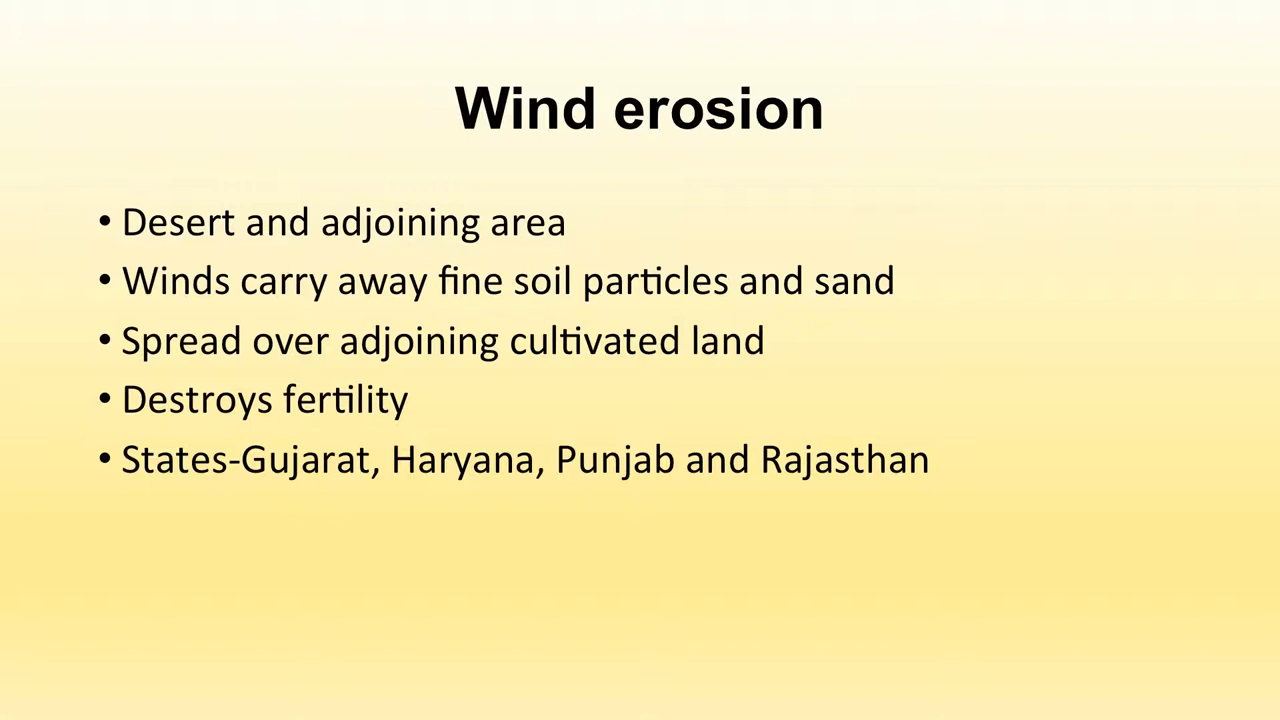 Wind erosion
• Desert and adjoining area
• Winds carry away fine soil particles and sand
• Spread over adjoining cultivated land
• Destroys fertility
• States-Gujarat, Haryana, Punjab and Rajasthan